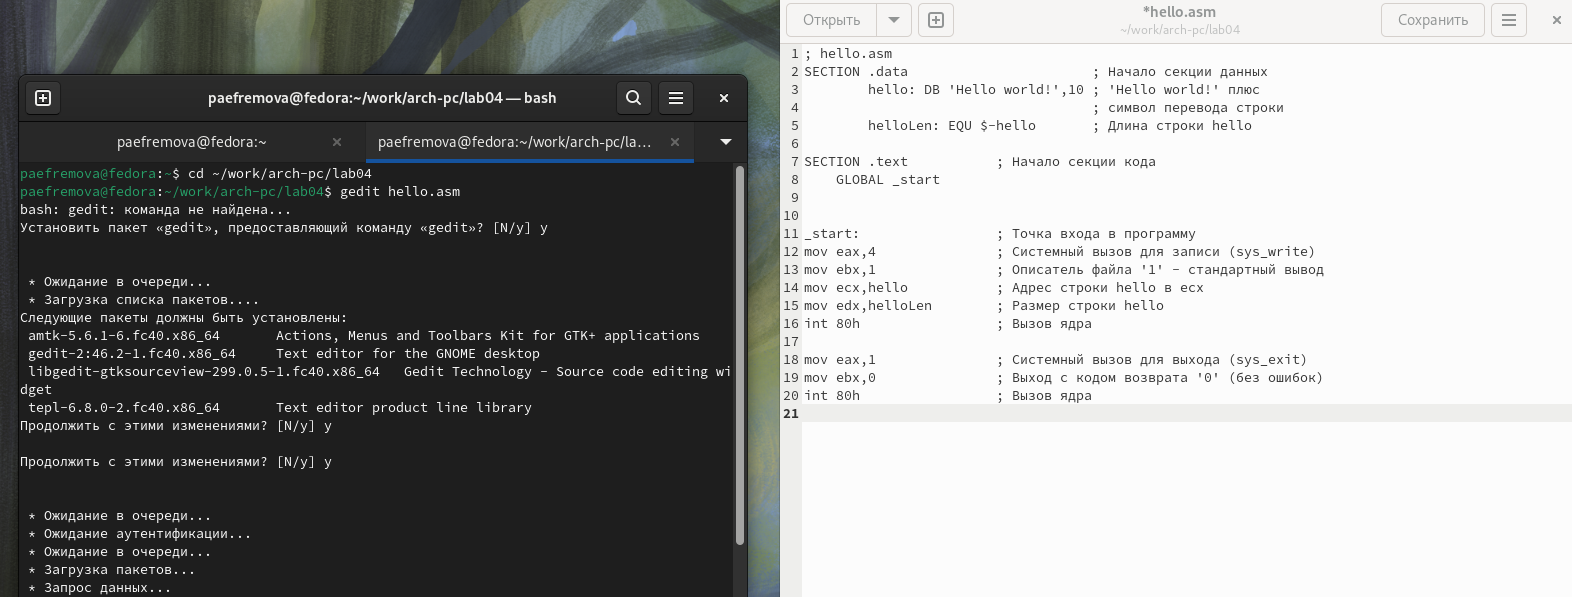 paefremova@fedora:~/work/arch-pc/lab04 — bash
paefremova@fedora:~
paefremova@fedora:~/work/arch-pc/la...
paefremova@fedora:~$ cd ~/work/arch-pc/lab04
paefremova@fedora:~/work/arch-pc/lab04$ gedit hello.asm
bash: gedit: команда не найдена...
Установить пакет «gedit», предоставляющий команду «gedit»? [N/y] y
* Ожидание в очереди...
* Загрузка списка пакетов....
Следующие пакеты должны быть установлены:
amtk-5.6.1-6.fc40.x86_64 Actions, Menus and Toolbars Kit for GTK+ applications
gedit-2:46.2-1.fc40.x86_64 Text editor for the GNOME desktop
libgedit-gtksourceview-299.0.5-1.fc40.x86_64 Gedit Technology - Source code editing wi
dget
tepl-6.8.0-2.fc40.x86_64 Text editor product line library
Продолжить с этими изменениями? [N/y] y
Продолжить с этими изменениями? [N/y] y
* Ожидание в очереди...
* Ожидание аутентификации...
* Ожидание в очереди...
* Загрузка пакетов...
* Запрос данных...
Открыть
*hello.asm
~/work/arch-pc/lab04
Сохранить
1 ; hello.asm
2 SECTION .data ; Начало секции данных
3 hello: DB 'Hello world!',10 ; 'Hello world!' плюс
4 ; символ перевода строки
5 helloLen: EQU $-hello ; Длина строки hello
6
7 SECTION .text ; Начало секции кода
8 GLOBAL _start
9
10
11 _start: ; Точка входа в программу
12 mov eax,4 ; Системный вызов для записи (sys_write)
13 mov ebx,1 ; Описатель файла '1' - стандартный вывод
14 mov ecx,hello ; Адрес строки hello в ecx
15 mov edx,helloLen ; Размер строки hello
16 int 80h ; Вызов ядра
17
18 mov eax,1 ; Системный вызов для выхода (sys_exit)
19 mov ebx,0 ; Выход с кодом возврата '0' (без ошибок)
20 int 80h ; Вызов ядра
21